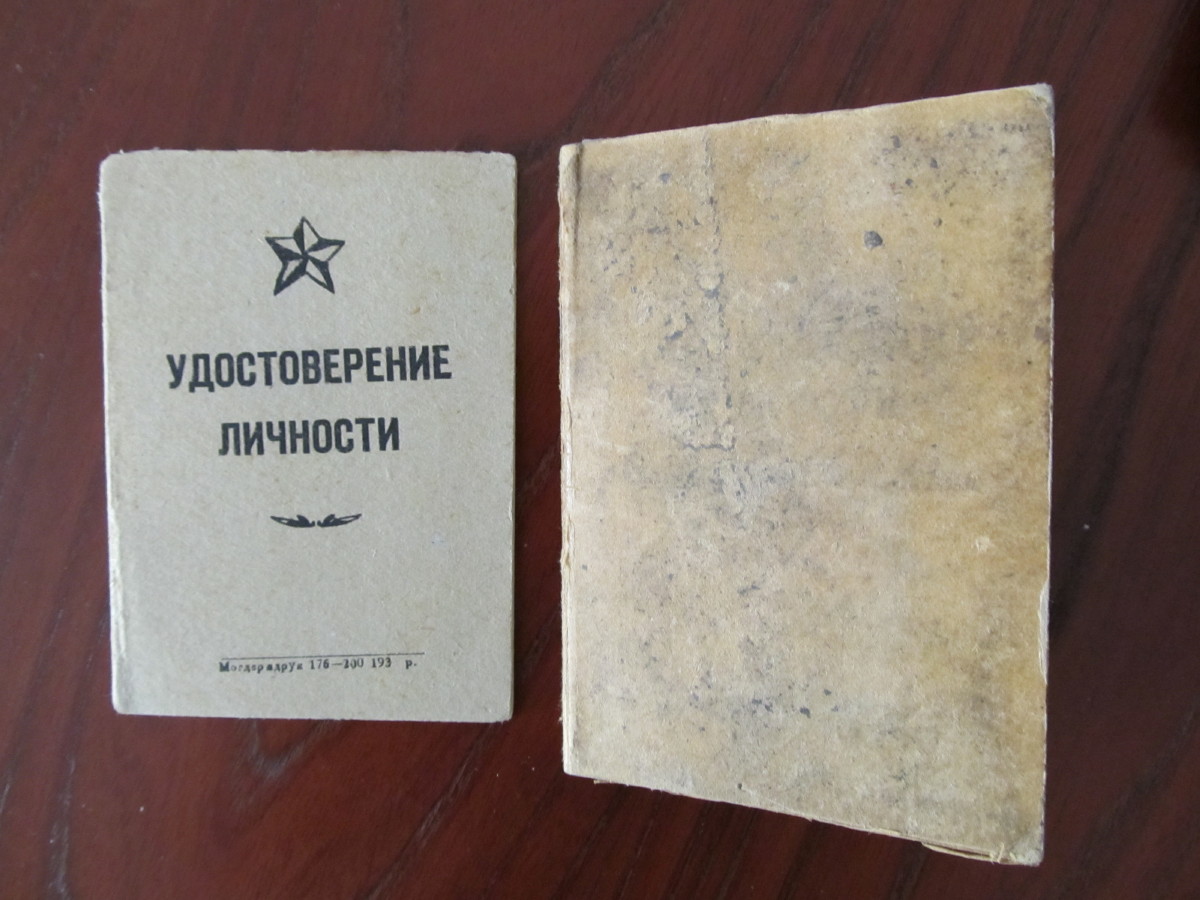 УДОСТОВЕРЕНИЕ
ЛИЧНОСТИ
176—200 193 р.